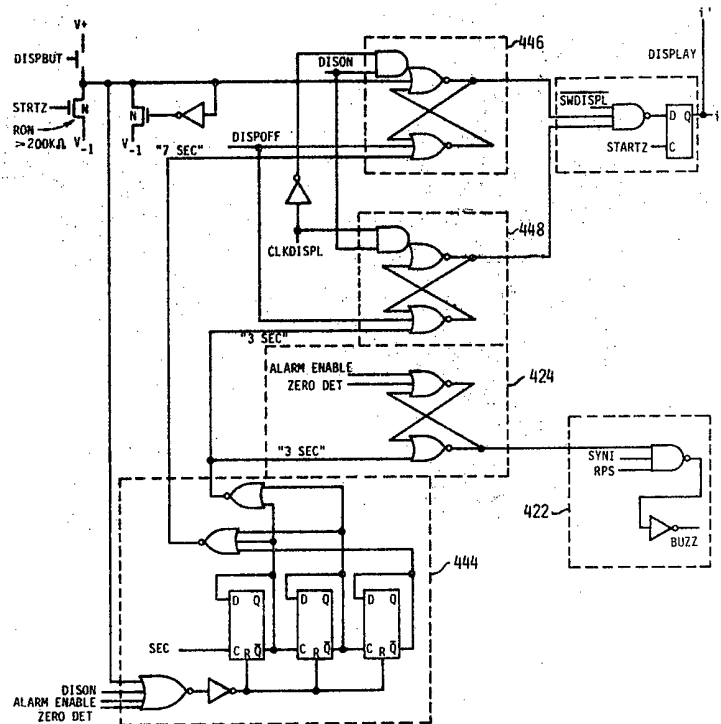 i'
V+
DISPBUT
446
DISPLAY
DISON
STRTZ
N
N
SWDISPL
D Q
i
RON
>200KΩ
V-1
V-1
"7 SEC"
DISPOFF
STARTZ
C
448
CLKDISPL
"3 SEC"
ALARM ENABLE
ZERO DET
424
"3 SEC"
SYNI
RPS
422
BUZZ
444
D Q
D Q
D Q
SEC
C R Q̅
C R Q̅
C R Q̅
DISON
ALARM ENABLE
ZERO DET